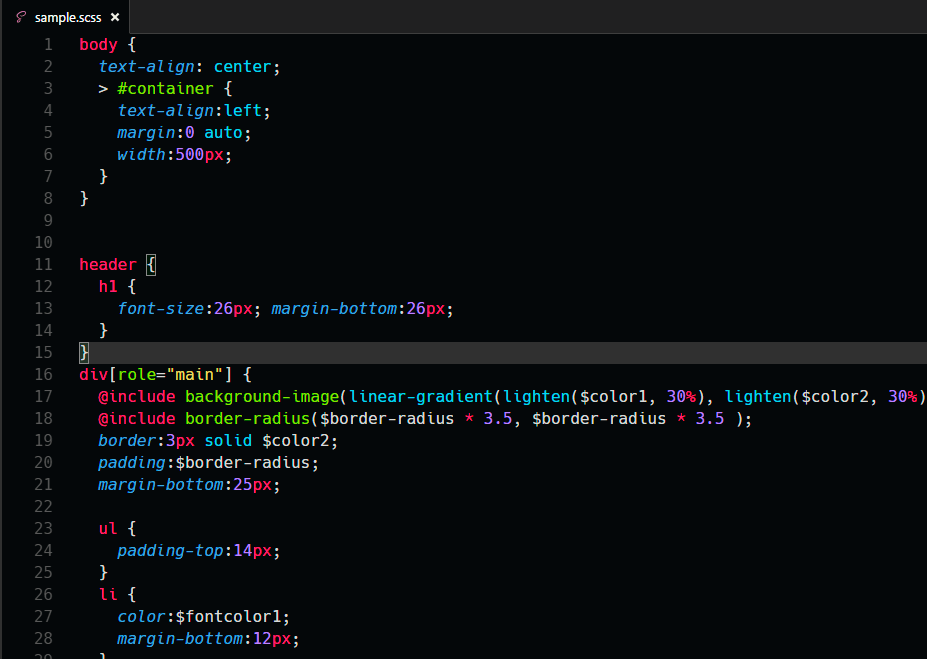 sample.scss ×
1 body {
2   text-align: center;
3   > #container {
4     text-align:left;
5     margin:0 auto;
6     width:500px;
7   }
8 }
9
10
11 header {
12   h1 {
13     font-size:26px; margin-bottom:26px;
14   }
15 }
16 div[role="main"] {
17   @include background-image(linear-gradient(lighten($color1, 30%), lighten($color2, 30%)
18   @include border-radius($border-radius * 3.5, $border-radius * 3.5 );
19   border:3px solid $color2;
20   padding:$border-radius;
21   margin-bottom:25px;
22
23   ul {
24     padding-top:14px;
25   }
26   li {
27     color:$fontcolor1;
28     margin-bottom:12px;
29   }